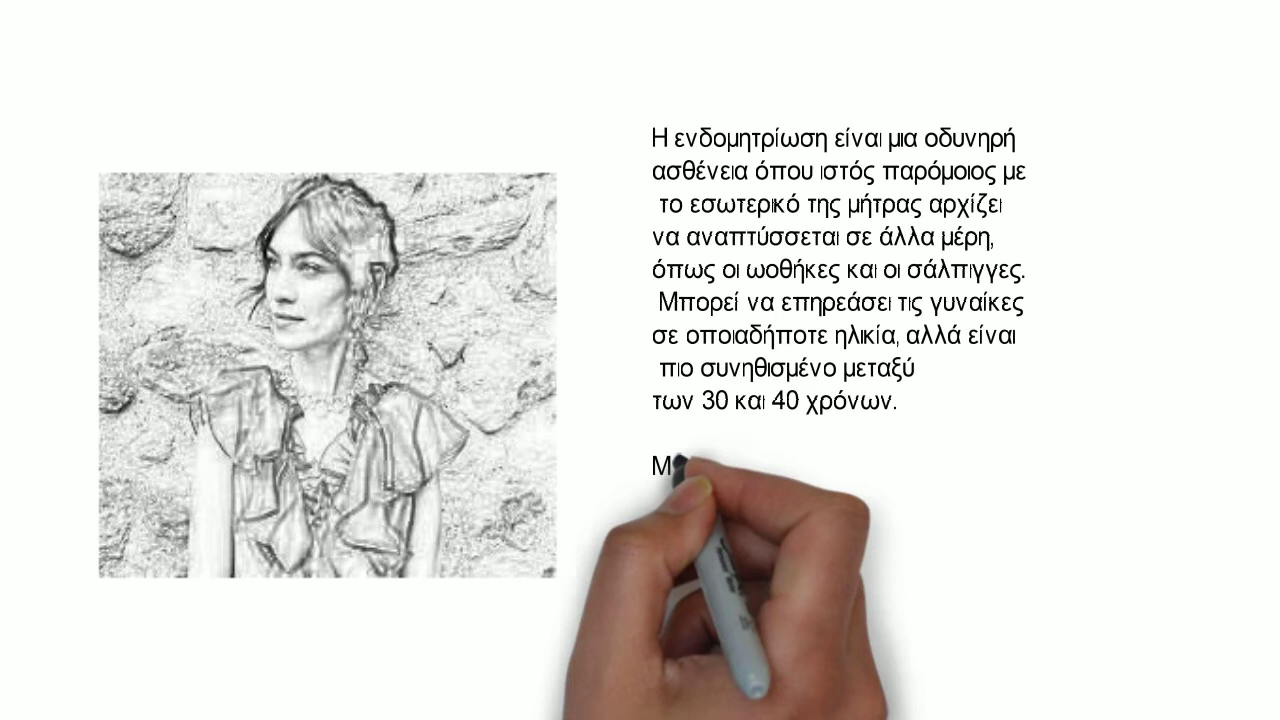 Η ενδομητρίωση είναι μια οδυνηρή
ασθένεια όπου ιστός παρόμοιος με
το εσωτερικό της μήτρας αρχίζει
να αναπτύσσεται σε άλλα μέρη,
όπως οι ωοθήκες και οι σάλπιγγες.
Μπορεί να επηρεάσει τις γυναίκες
σε οποιαδήποτε ηλικία, αλλά είναι
πιο συνηθισμένο μεταξύ
των 30 και 40 χρόνων.
Μ